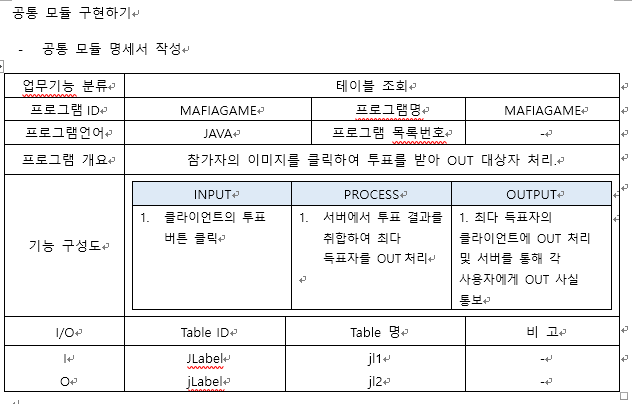 공통 모듈 구현하기
- 공통 모듈 명세서 작성
업무기능 분류 테이블 조회
프로그램 ID MAFIAGAME 프로그램명 MAFIAGAME
프로그램언어 JAVA 프로그램 목록번호 -
프로그램 개요 참가자의 이미지를 클릭하여 투표를 받아 OUT 대상자 처리.
기능 구성도
INPUT PROCESS OUTPUT
1. 클라이언트의 투표
버튼 클릭
1. 서버에서 투표 결과를
취합하여 최다
득표자를 OUT 처리
1. 최다 득표자의
클라이언트에 OUT 처리
및 서버를 통해 각
사용자에게 OUT 사실
통보
I/O Table ID Table 명 비 고
I JLabel jl1 -
O jLabel jl2 -